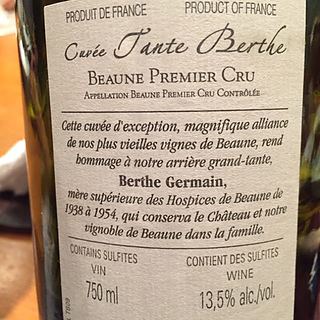 PRODUIT DE FRANCE PRODUCT OF FRANCE
Cuvée Tante Berthe
BEAUNE PREMIER CRU
APPELLATION BEAUNE PREMIER CRU CONTRÔLÉE
Cette cuvée d'exception, magnifique alliance
de nos plus vieilles vignes de Beaune, rend
hommage à notre arrière grand-tante,
Berthe Germain,
mère supérieure des Hospices de Beaune de
1938 à 1954, qui conserva le Château et notre
vignoble de Beaune dans la famille.
CONTAINS SULFITES CONTIENT DES SULFITES
VIN WINE
750 ml 13,5% alc./vol.